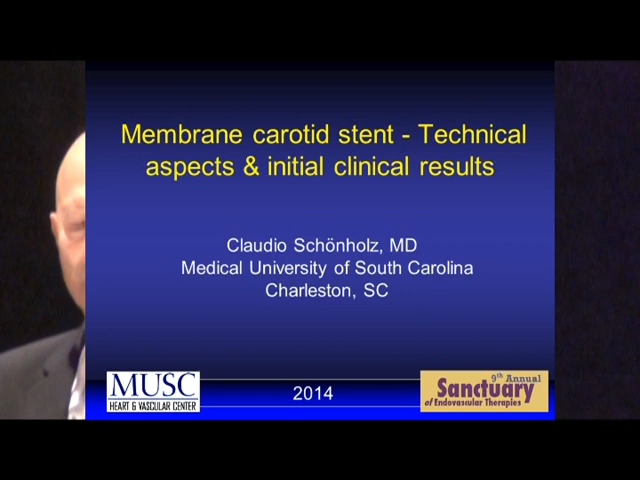 Membrane carotid stent - Technical
aspects & initial clinical results
Claudio Schönholz, MD
Medical University of South Carolina
Charleston, SC
MUSC
HEART & VASCULAR CENTER
2014
9th Annual
Sanctuary
of Endovascular Therapies